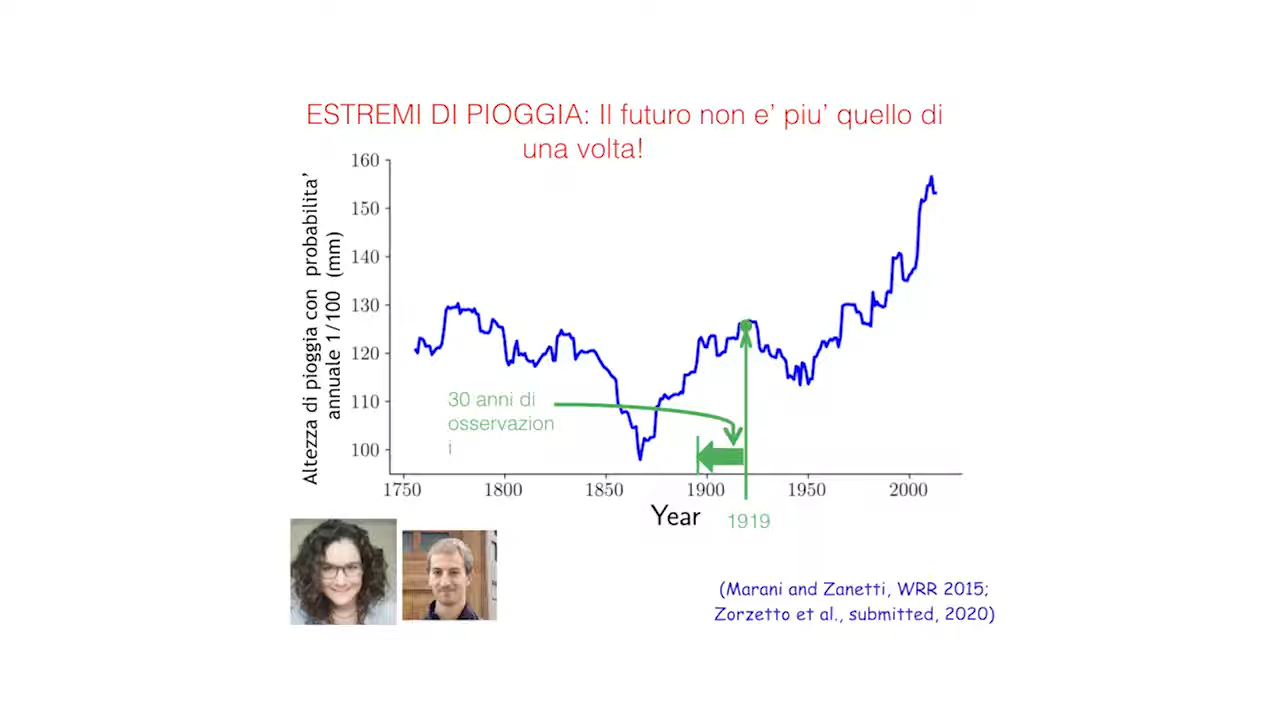 ESTREMI DI PIOGGIA: Il futuro non e' piu' quello di
una volta!
Altezza di pioggia con probabilita'
annuale 1/100 (mm)
160
150
140
130
120
110
100
30 anni di
osservazion
i
1750
1800
1850
1900
1950
2000
Year
1919
(Marani and Zanetti, WRR 2015;
Zorzetto et al., submitted, 2020)